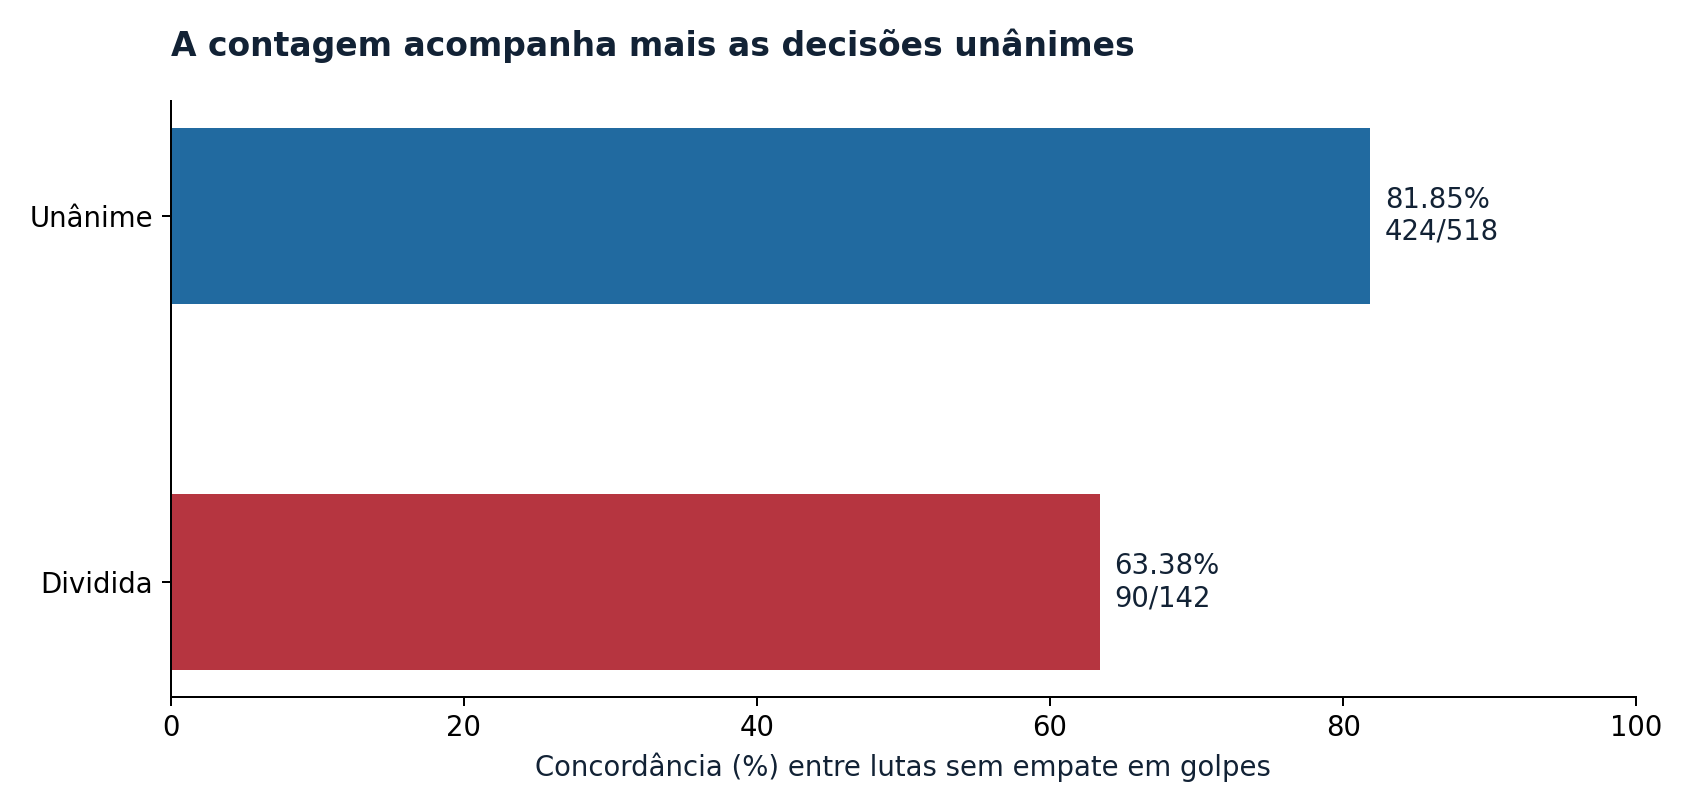 A contagem acompanha mais as decisões unânimes
Unânime
81.85%
424/518
Dividida
63.38%
90/142
0 20 40 60 80 100
Concordância (%) entre lutas sem empate em golpes